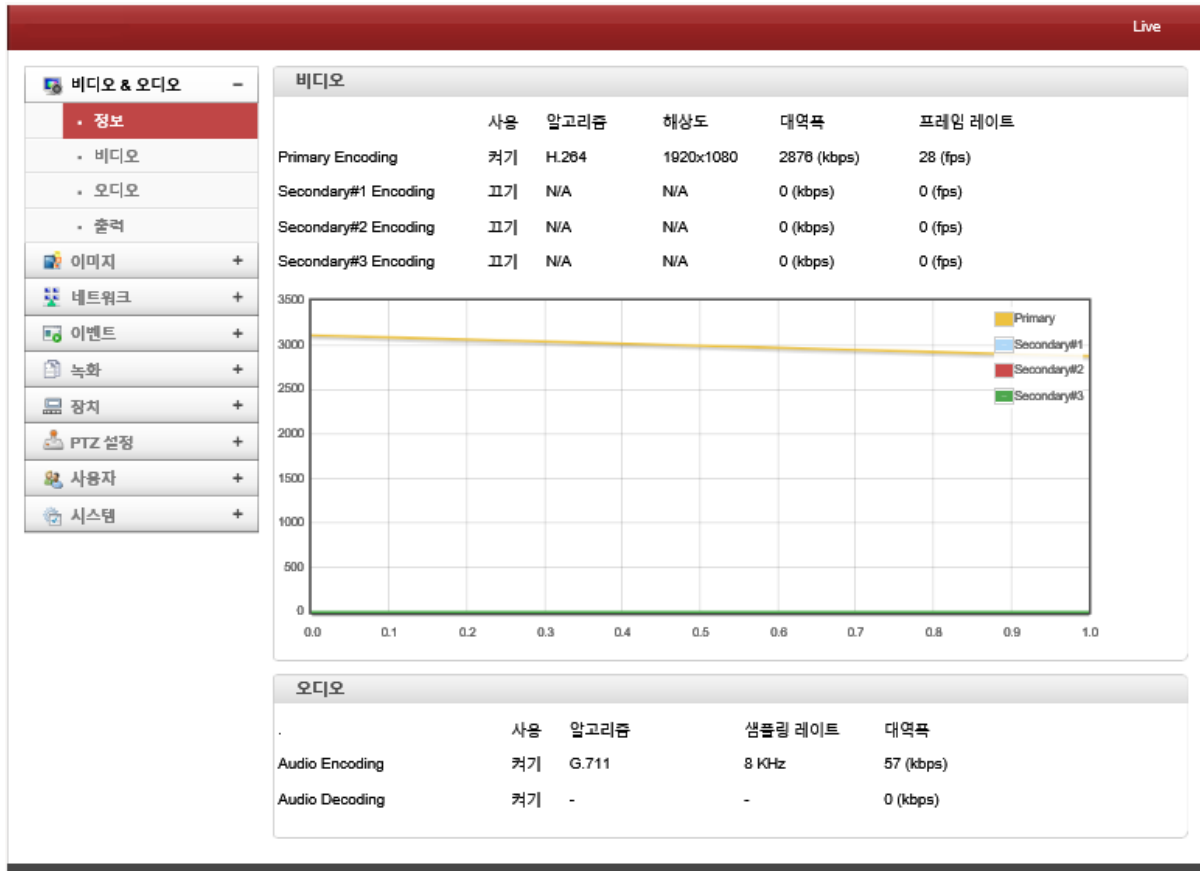 Live
비디오 & 오디오 −
· 정보
· 비디오
· 오디오
· 출력
이미지 +
네트워크 +
이벤트 +
녹화 +
장치 +
PTZ 설정 +
사용자 +
시스템 +
비디오
사용 알고리즘 해상도 대역폭 프레임 레이트
Primary Encoding 켜기 H.264 1920x1080 2876 (kbps) 28 (fps)
Secondary#1 Encoding 끄기 N/A N/A 0 (kbps) 0 (fps)
Secondary#2 Encoding 끄기 N/A N/A 0 (kbps) 0 (fps)
Secondary#3 Encoding 끄기 N/A N/A 0 (kbps) 0 (fps)
3500
3000
2500
2000
1500
1000
500
0
0.0 0.1 0.2 0.3 0.4 0.5 0.6 0.7 0.8 0.9 1.0
Primary
Secondary#1
Secondary#2
Secondary#3
오디오
. 사용 알고리즘 샘플링 레이트 대역폭
Audio Encoding 켜기 G.711 8 KHz 57 (kbps)
Audio Decoding 켜기 - - 0 (kbps)